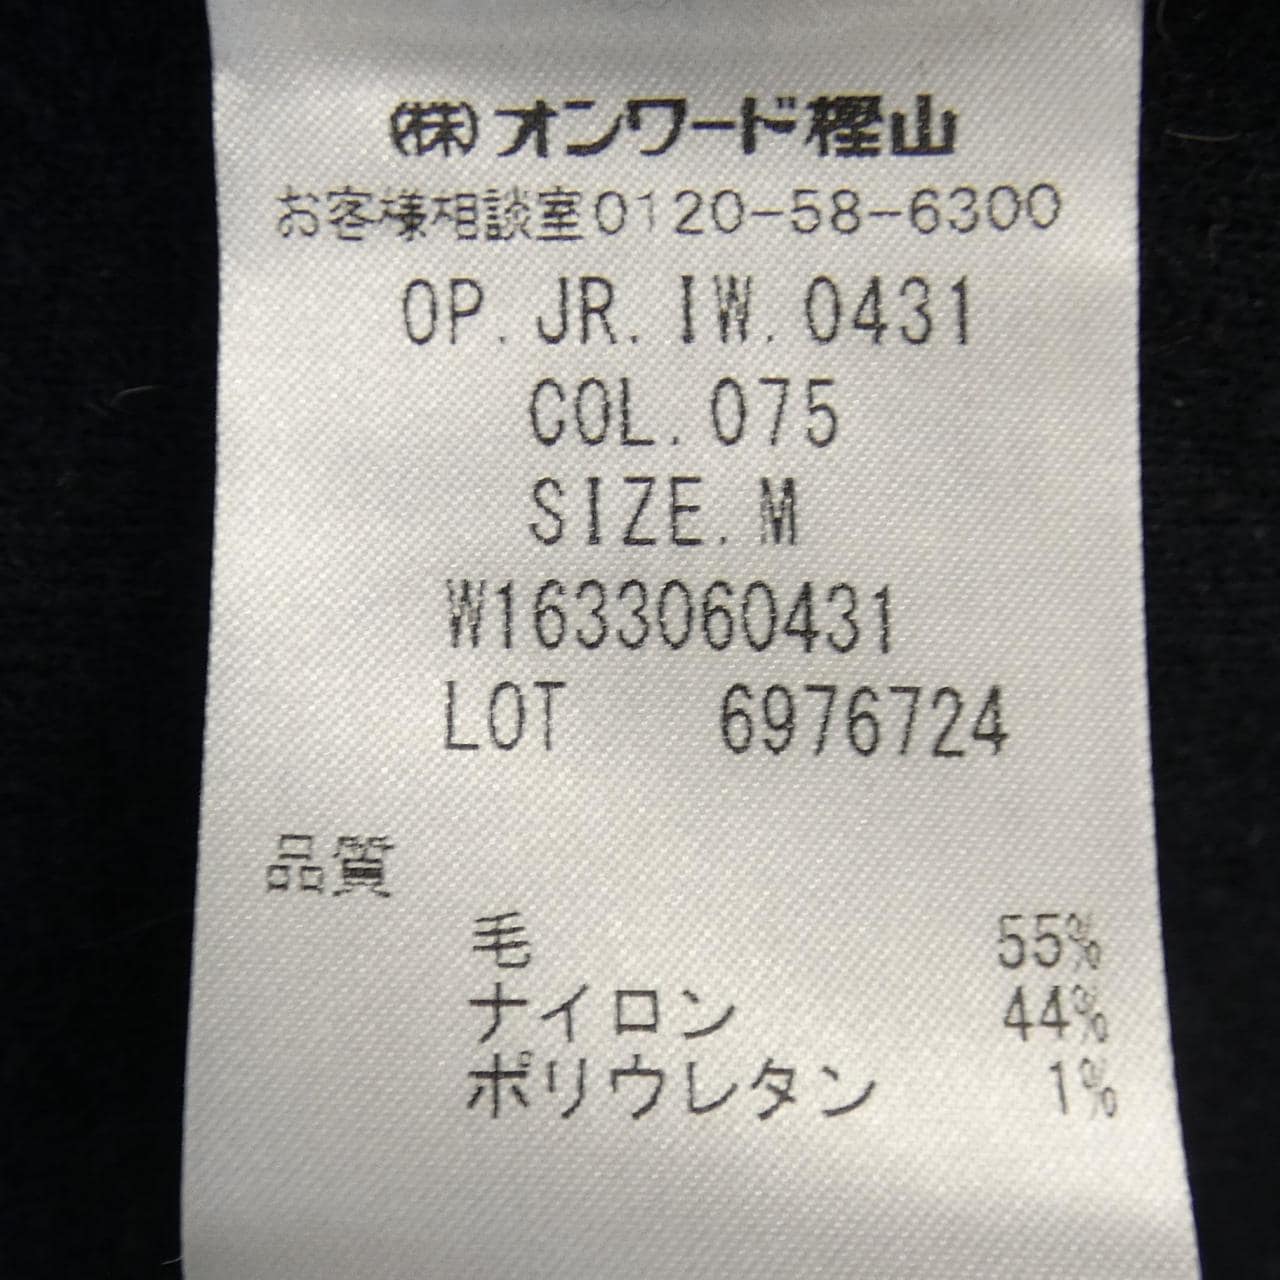 ㈱オンワード樫山
お客様相談室0120-58-6300
OP.JR.IW.0431
COL.075
SIZE.M
W1633060431
LOT 6976724
品質
毛 55%
ナイロン 44%
ポリウレタン 1%